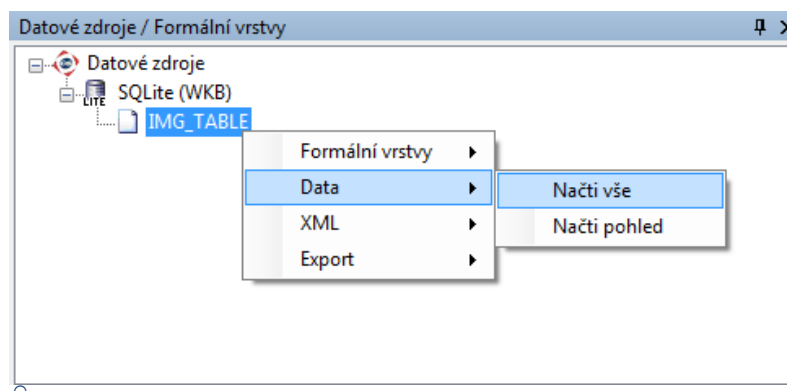 Datové zdroje / Formální vrstvy
Datové zdroje
LITE SQLite (WKB)
IMG_TABLE
Formální vrstvy
Data
Načti vše
XML
Načti pohled
Export